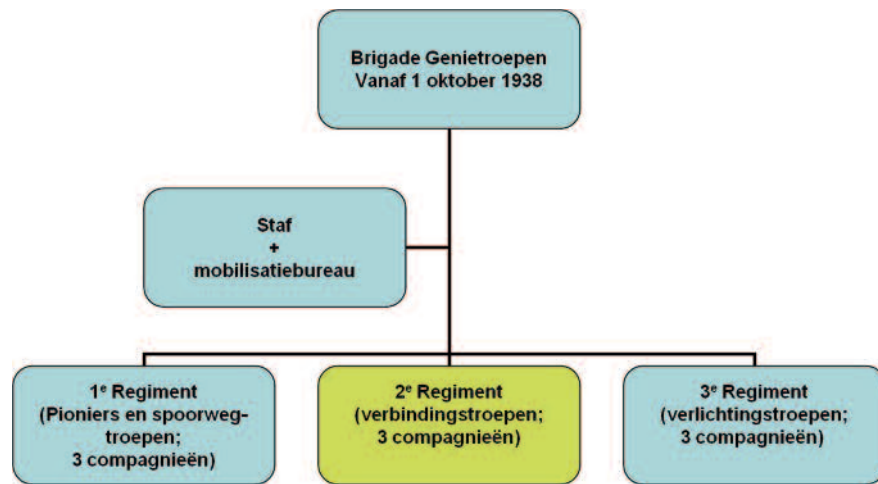 Brigade Genietroepen
Vanaf 1 oktober 1938
Staf
+
mobilisatiebureau
1e Regiment
(Pioniers en spoorweg-
troepen;
3 compagnieën)
2e Regiment
(verbindingstroepen;
3 compagnieën)
3e Regiment
(verlichtingstroepen;
3 compagnieën)